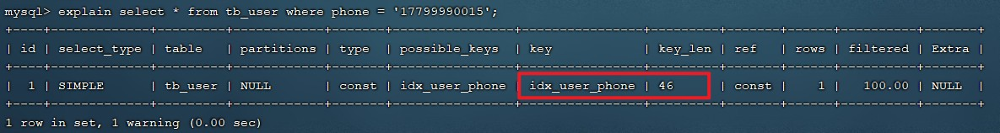 mysql> explain select * from tb_user where phone = '17799990015';
+----+-------------+---------+------------+-------+----------------+----------------+---------+-------+------+----------+-------+
| id | select_type | table   | partitions | type  | possible_keys  | key            | key_len | ref   | rows | filtered | Extra |
+----+-------------+---------+------------+-------+----------------+----------------+---------+-------+------+----------+-------+
| 1 | SIMPLE      | tb_user | NULL       | const | idx_user_phone | idx_user_phone | 46      | const |    1 |   100.00 | NULL  |
+----+-------------+---------+------------+-------+----------------+----------------+---------+-------+------+----------+-------+
1 row in set, 1 warning (0.00 sec)